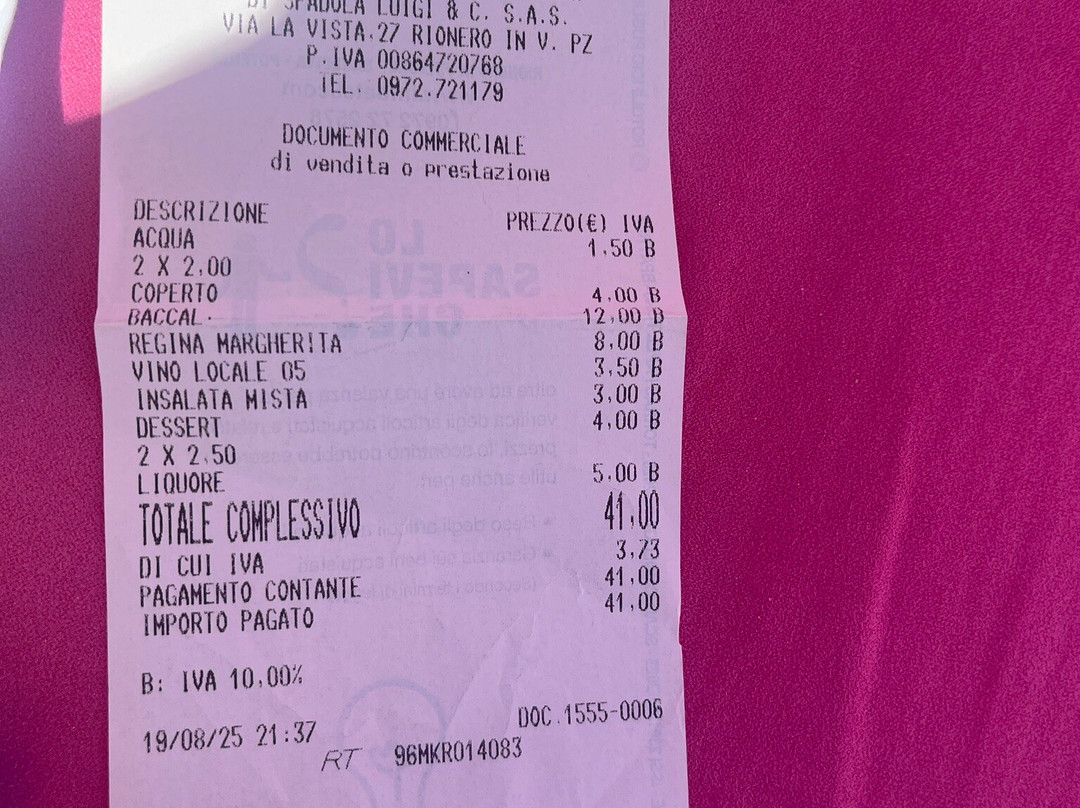 DI SPADOLA LUIGI & C. S.A.S.
VIA LA VISTA.27 RIONERO IN V. PZ
P.IVA 00864720768
TEL. 0972.721179
DOCUMENTO COMMERCIALE
di vendita o prestazione
DESCRIZIONE PREZZO(€) IVA
ACQUA 1,50 B
2 X 2,00
COPERTO 4,00 B
BACCAL. 12,00 B
REGINA MARGHERITA 8,00 B
VINO LOCALE 05 3,50 B
INSALATA MISTA 3,00 B
DESSERT 4,00 B
2 X 2,50
LIQUORE 5,00 B
TOTALE COMPLESSIVO 41,00
DI CUI IVA 3,73
PAGAMENTO CONTANTE 41,00
IMPORTO PAGATO 41,00
B: IVA 10,00%
19/08/25 21:37 DOC.1555-0006
RT 96MKR014083
LO
SAPEVI
CHE